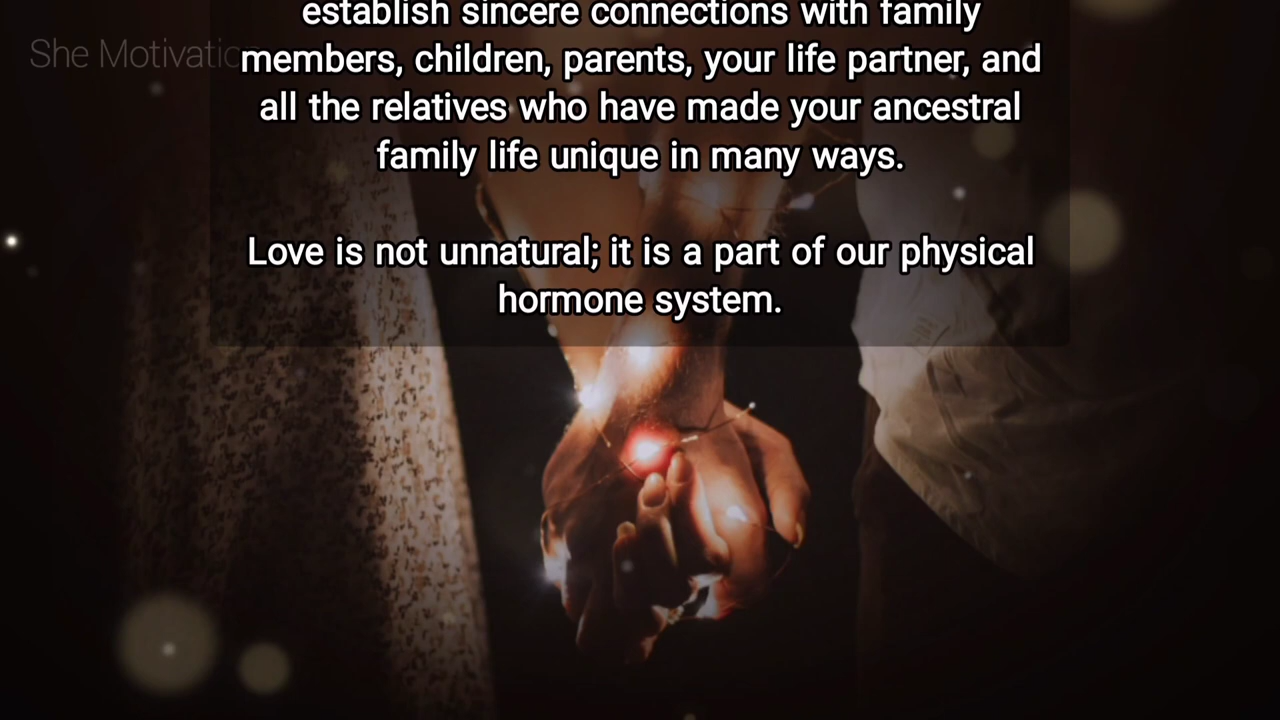 establish sincere connections with family
She Motivation
members, children, parents, your life partner, and
all the relatives who have made your ancestral
family life unique in many ways.
Love is not unnatural; it is a part of our physical
hormone system.